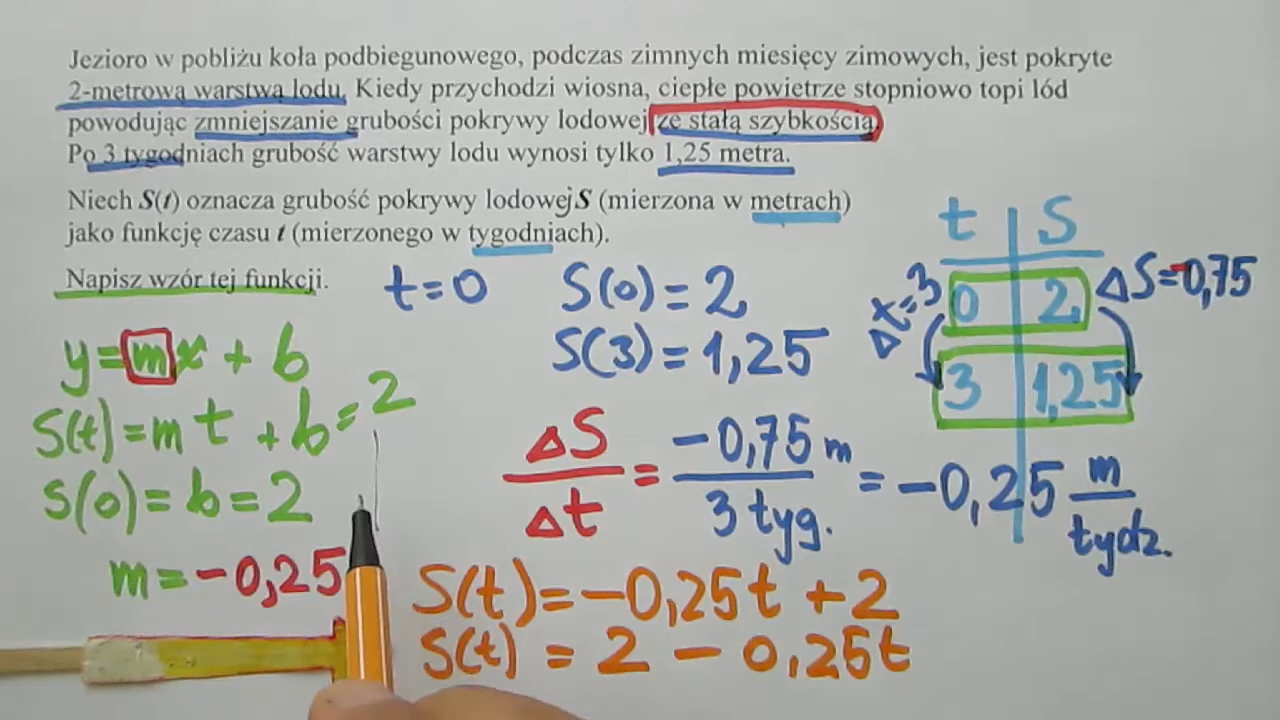 Jezioro w pobliżu koła podbiegunowego, podczas zimnych miesięcy zimowych, jest pokryte
2-metrową warstwą lodu. Kiedy przychodzi wiosna, ciepłe powietrze stopniowo topi lód
powodując zmniejszanie grubości pokrywy lodowej ze stałą szybkością.
Po 3 tygodniach grubość warstwy lodu wynosi tylko 1,25 metra.
Niech S(t) oznacza grubość pokrywy lodowej S (mierzona w metrach)
jako funkcję czasu t (mierzonego w tygodniach).
Napisz wzór tej funkcji.
t=0
S(0)=2
S(3)=1,25
t S
0 2
3 1,25
Δt=3
ΔS=-0,75
y=mx+b
S(t)=mt+b=2
S(0)=b=2
m=-0,25
ΔS/Δt = -0,75 m/3 tyg. = -0,25 m/tydz.
S(t)=-0,25t+2
S(t) = 2 - 0,25t